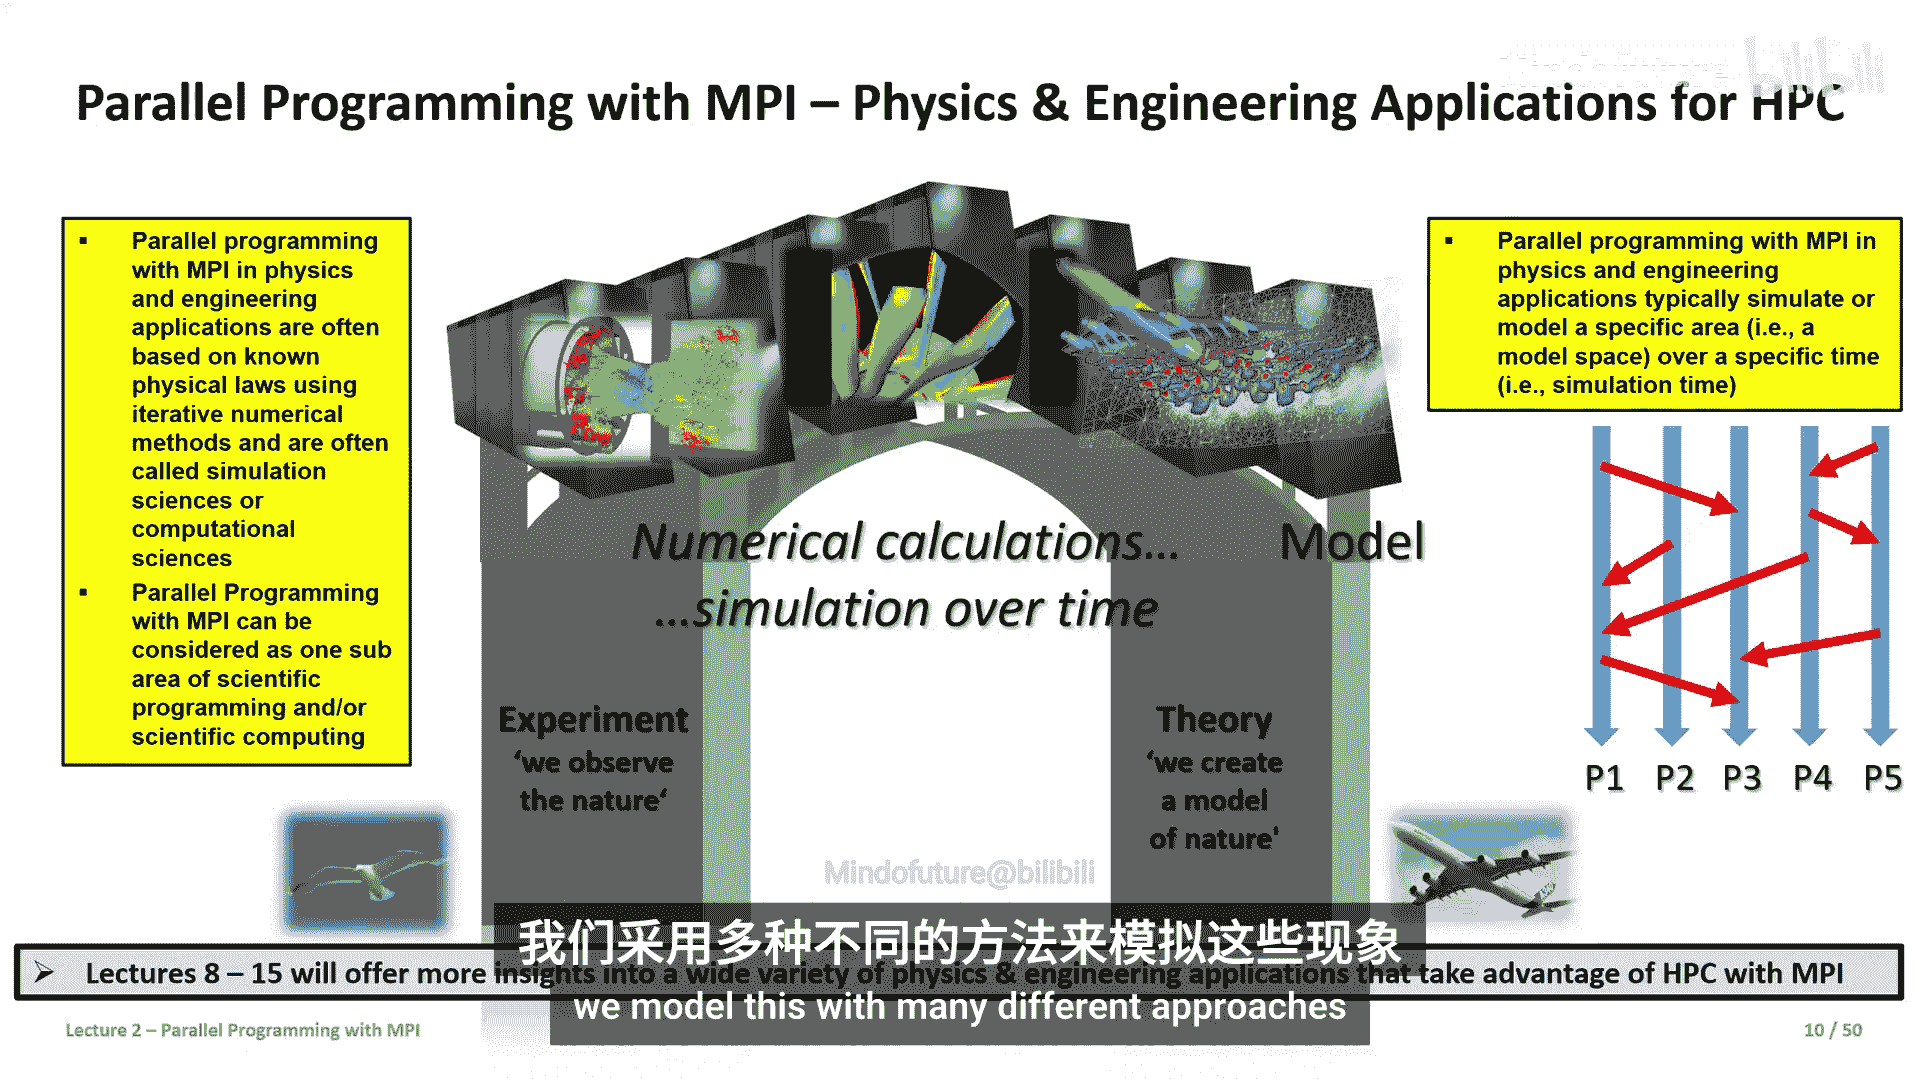 Parallel Programming with MPI – Physics & Engineering Applications for HPC
bilibili
▪ Parallel programming
with MPI in physics
and engineering
applications are often
based on known
physical laws using
iterative numerical
methods and are often
called simulation
sciences or
computational
sciences
▪ Parallel Programming
with MPI can be
considered as one sub
area of scientific
programming and/or
scientific computing
▪ Parallel programming with MPI in
physics and engineering
applications typically simulate or
model a specific area (i.e., a
model space) over a specific time
(i.e., simulation time)
Numerical calculations...
...simulation over time
Model
Experiment
‘we observe
the nature‘
Theory
‘we create
a model
of nature'
P1 P2 P3 P4 P5
Mindofuture@bilibili
我们采用多种不同的方法来模拟这些现象
➢ Lectures 8 – 15 will offer more insights into a wide variety of physics & engineering applications that take advantage of HPC with MPI
we model this with many different approaches
Lecture 2 – Parallel Programming with MPI
10 / 50